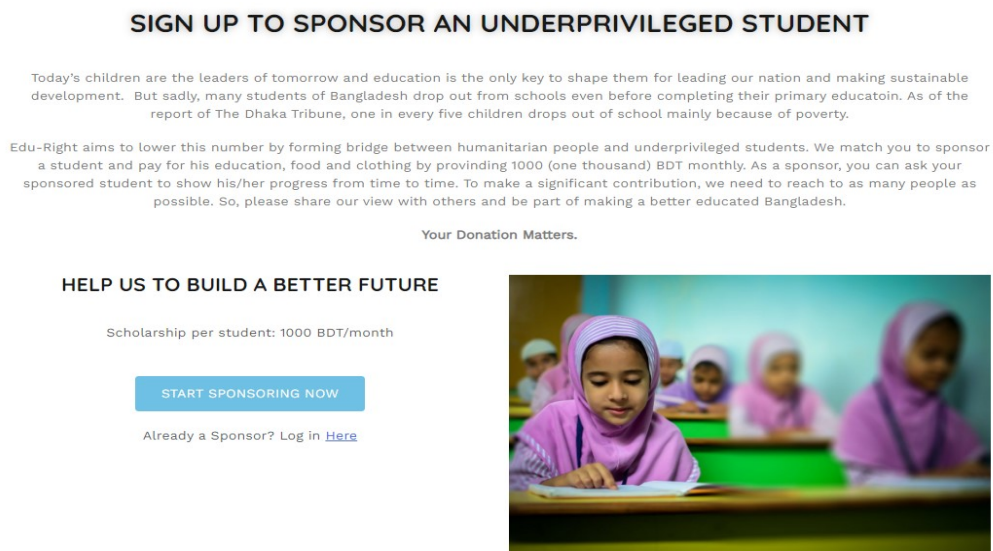 SIGN UP TO SPONSOR AN UNDERPRIVILEGED STUDENT
Today's children are the leaders of tomorrow and education is the only key to shape them for leading our nation and making sustainable
development.  But sadly, many students of Bangladesh drop out from schools even before completing their primary educatoin. As of the
report of The Dhaka Tribune, one in every five children drops out of school mainly because of poverty.
Edu-Right aims to lower this number by forming bridge between humanitarian people and underprivileged students. We match you to sponsor
a student and pay for his education, food and clothing by provinding 1000 (one thousand) BDT monthly. As a sponsor, you can ask your
sponsored student to show his/her progress from time to time. To make a significant contribution, we need to reach to as many people as
possible. So, please share our view with others and be part of making a better educated Bangladesh.
Your Donation Matters.
HELP US TO BUILD A BETTER FUTURE
Scholarship per student: 1000 BDT/month
START SPONSORING NOW
Already a Sponsor? Log in Here